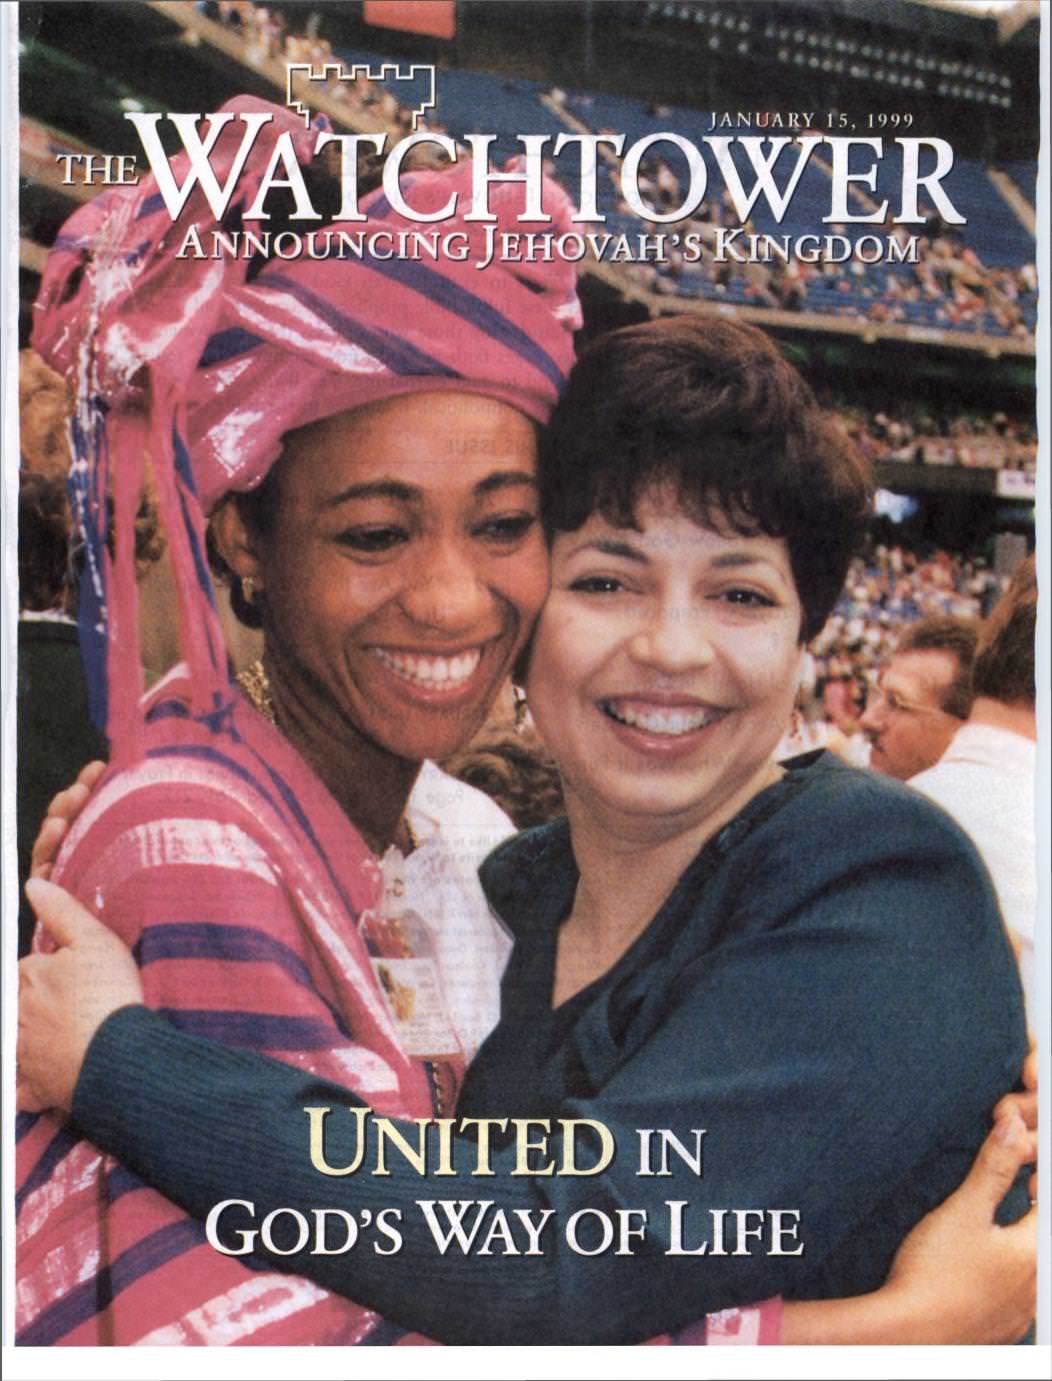 JANUARY 15, 1999
THE WATCHTOWER
ANNOUNCING JEHOVAH'S KINGDOM
UNITED IN
GOD'S WAY OF LIFE